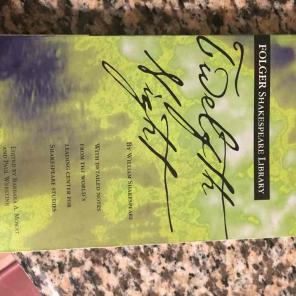 FOLGER SHAKESPEARE LIBRARY
Twelfth
Night
BY WILLIAM SHAKESPEARE
WITH DETAILED NOTES
FROM THE WORLD'S
LEADING CENTER FOR
SHAKESPEARE STUDIES
EDITED BY BARBARA A. MOWAT
AND PAUL WERSTINE